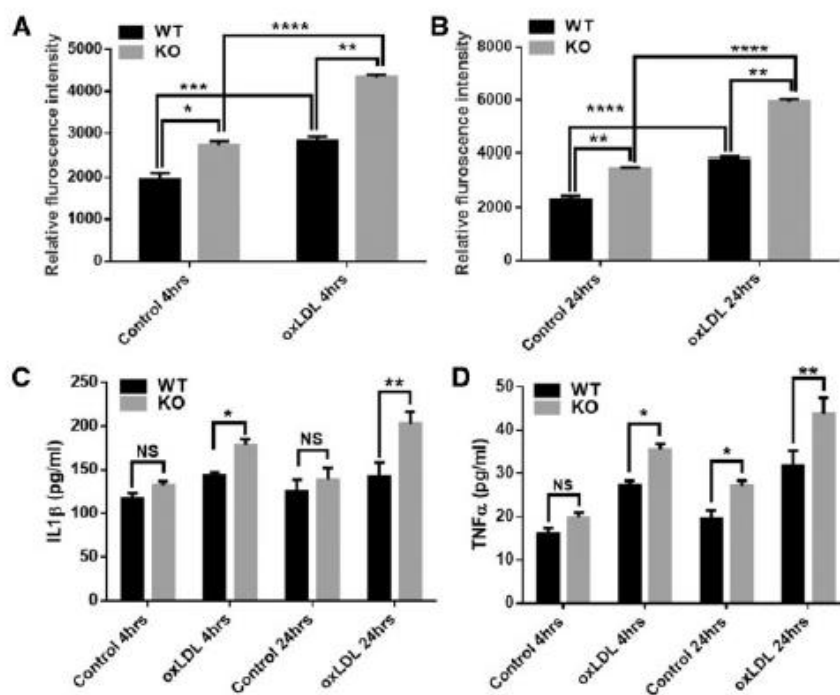 A
WT
KO
Relative fluroscence intensity
5000
4000
3000
2000
1000
0
****
**
***
*
Control 4hrs
oxLDL 4hrs
B
WT
KO
Relative fluroscence intensity
8000
6000
4000
2000
0
****
**
****
**
Control 24hrs
oxLDL 24hrs
C
WT
KO
IL1β (pg/ml)
250
200
150
100
50
0
NS
*
NS
**
Control 4hrs
oxLDL 4hrs
Control 24hrs
oxLDL 24hrs
D
WT
KO
TNFα (pg/ml)
50
40
30
20
10
0
NS
*
*
**
Control 4hrs
oxLDL 4hrs
Control 24hrs
oxLDL 24hrs